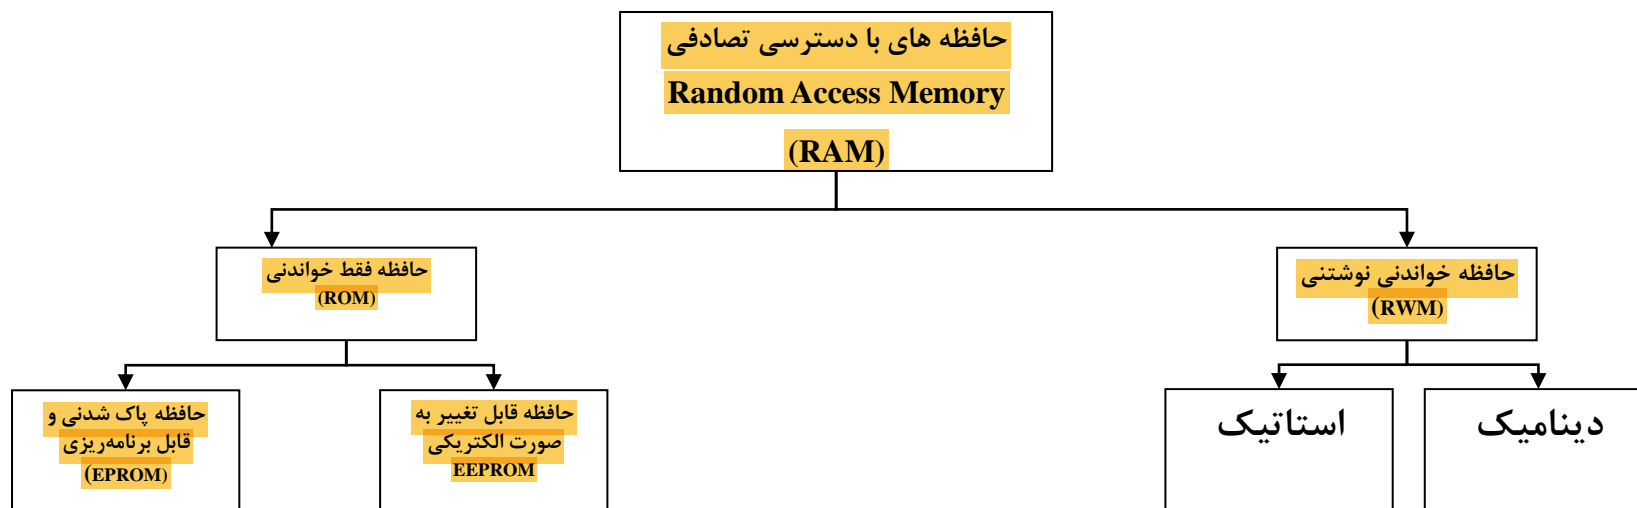 حافظه های با دسترسی تصادفی
Random Access Memory
(RAM)
حافظه فقط خواندنی
(ROM)
حافظه خواندنی نوشتنی
(RWM)
حافظه پاک شدنی و
قابل برنامه‌ریزی
(EPROM)
حافظه قابل تغییر به
صورت الکتریکی
EEPROM
استاتیک
دینامیک